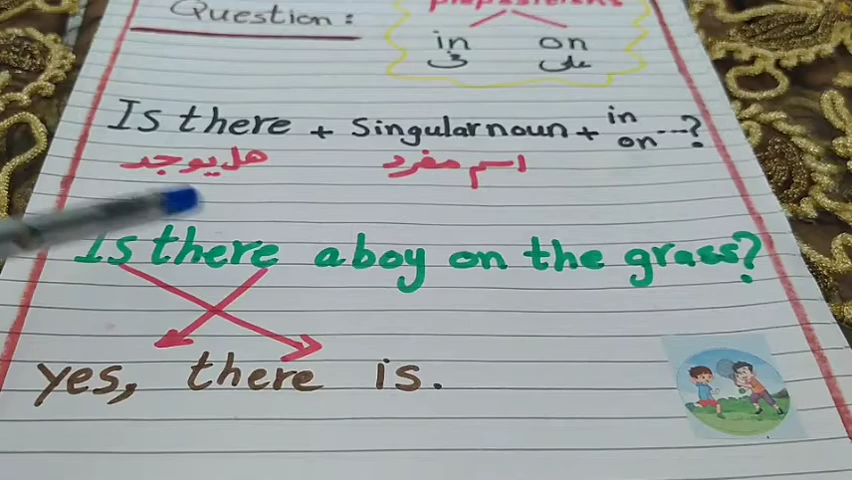 Question :
prepositions
in on
في على
Is there + Singular noun + in on ----?
هل يوجد اسم مفرد
Is there a boy on the grass?
yes, there is.